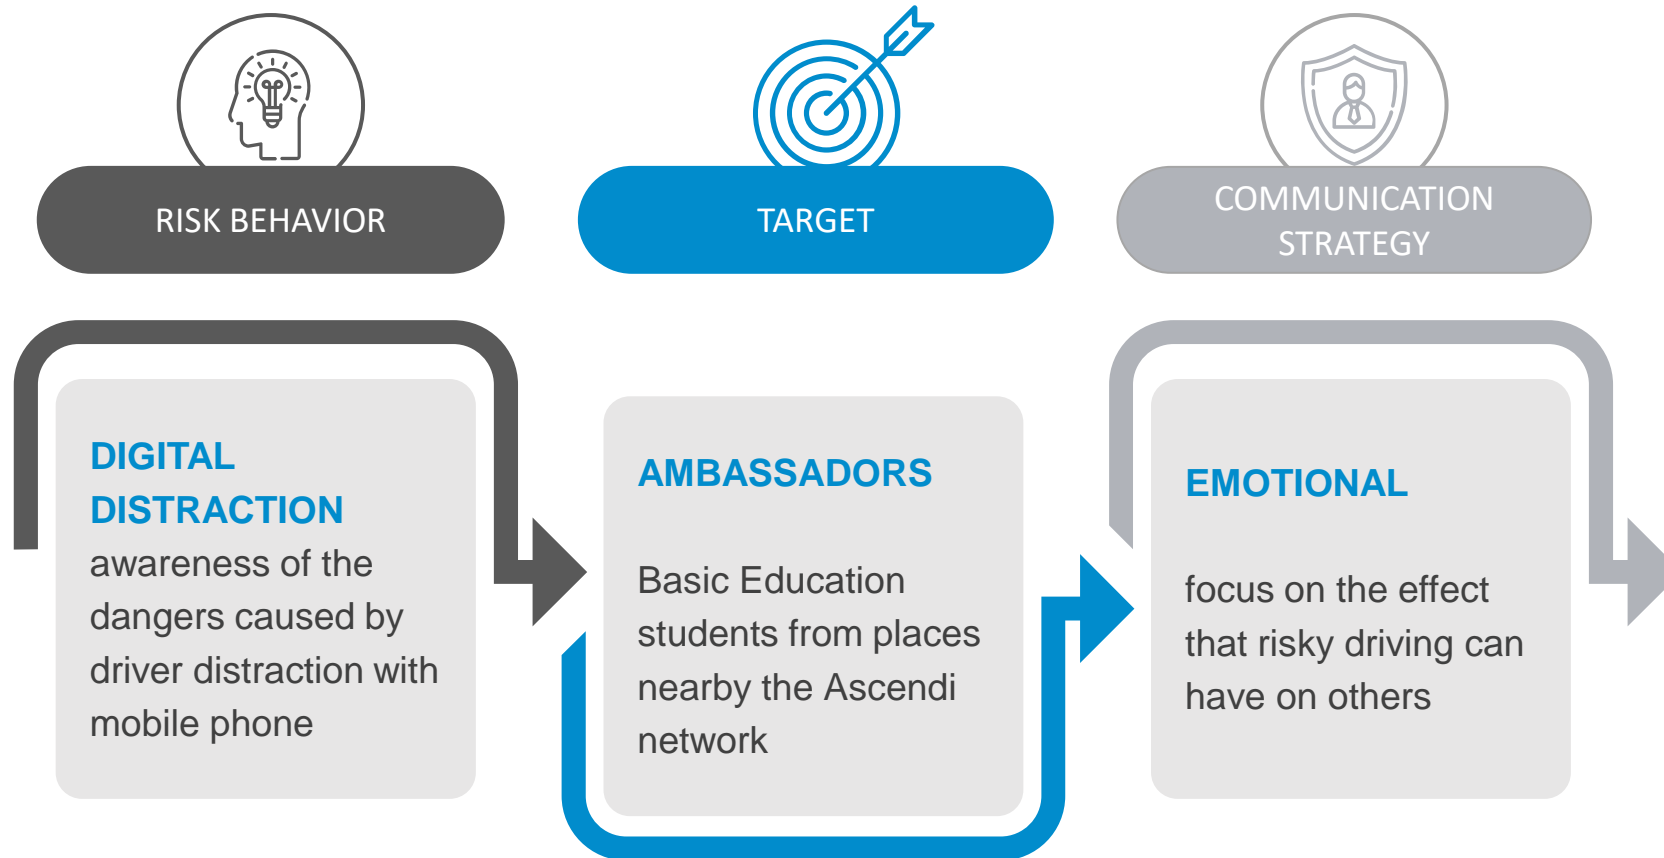 RISK BEHAVIOR
TARGET
COMMUNICATION
STRATEGY
DIGITAL
DISTRACTION
awareness of the
dangers caused by
driver distraction with
mobile phone
AMBASSADORS
Basic Education
students from places
nearby the Ascendi
network
EMOTIONAL
focus on the effect
that risky driving can
have on others